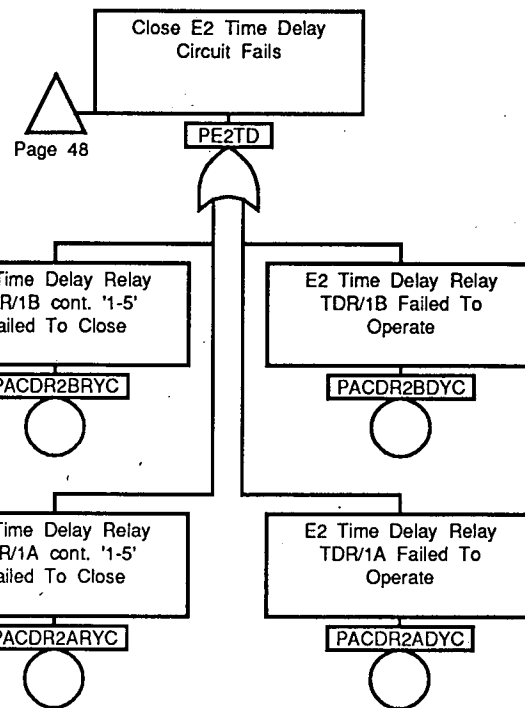 Close E2 Time Delay
Circuit Fails
Page 48
PE2TD
Time Delay Relay
R/1B cont. '1-5'
ailed To Close
E2 Time Delay Relay
TDR/1B Failed To
Operate
PACDR2BRYC
PACDR2BDYC
Time Delay Relay
R/1A cont. '1-5'
ailed To Close
E2 Time Delay Relay
TDR/1A Failed To
Operate
PACDR2ARYC
PACDR2ADYC